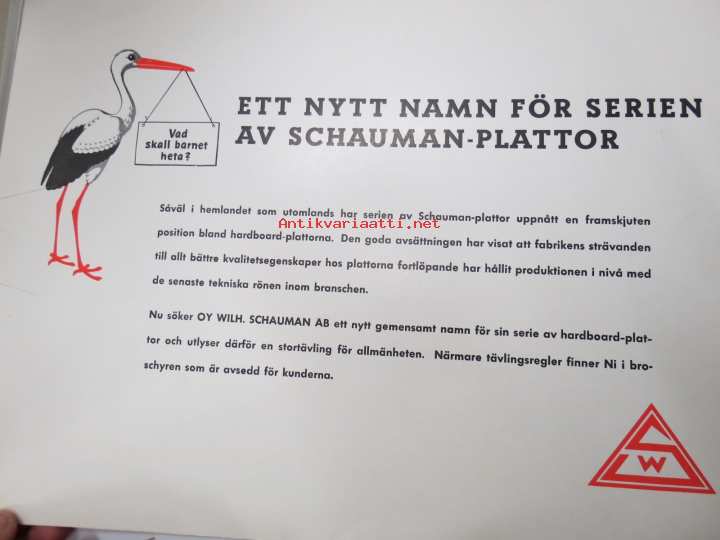 Vad
skall barnet
heta?
ETT NYTT NAMN FÖR SERIEN
AV SCHAUMAN-PLATTOR
Såväl i hemlandet som utomlands har serien av Schauman-plattor uppnått en framskjuten
Antikvariaatti.net
position bland hardboard-plattorna. Den goda avsättningen har visat att fabrikens strävanden
till allt bättre kvalitetsegenskaper hos plattorna fortlöpande har hållit produktionen i nivå med
de senaste tekniska rönen inom branschen.
Nu söker OY WILH. SCHAUMAN AB ett nytt gemensamt namn för sin serie av hardboard-plat-
tor och utlyser därför en stortävling för allmänheten. Närmare tävlingsregler finner Ni i bro-
schyren som är avsedd för kunderna.
S
W